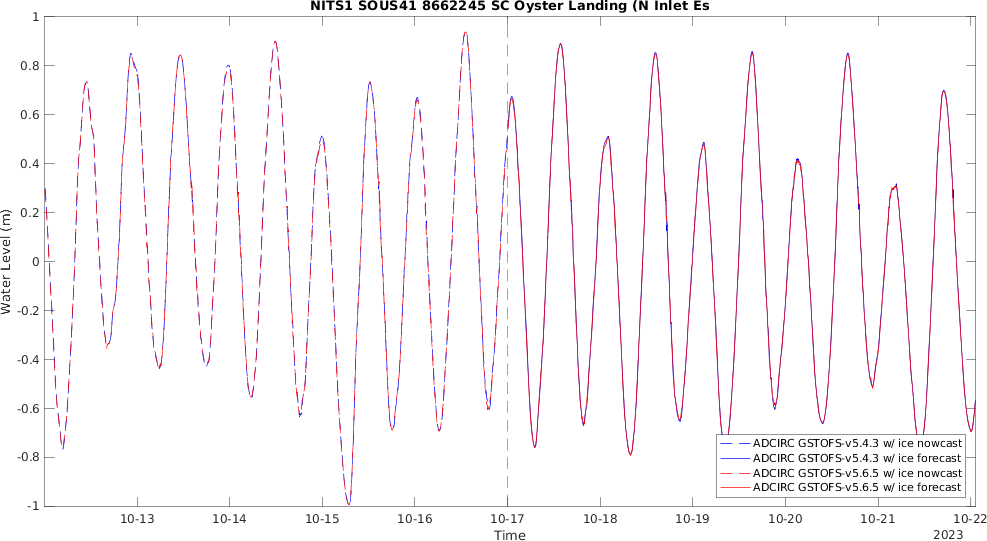 NITS1 SOUS41 8662245 SC Oyster Landing (N Inlet Es
1
0.8
0.6
0.4
0.2
0
-0.2
-0.4
-0.6
-0.8
-1
Water Level (m)
10-13 10-14 10-15 10-16 10-17 10-18 10-19 10-20 10-21 10-22
Time
2023
ADCIRC GSTOFS-v5.4.3 w/ ice nowcast
ADCIRC GSTOFS-v5.4.3 w/ ice forecast
ADCIRC GSTOFS-v5.6.5 w/ ice nowcast
ADCIRC GSTOFS-v5.6.5 w/ ice forecast